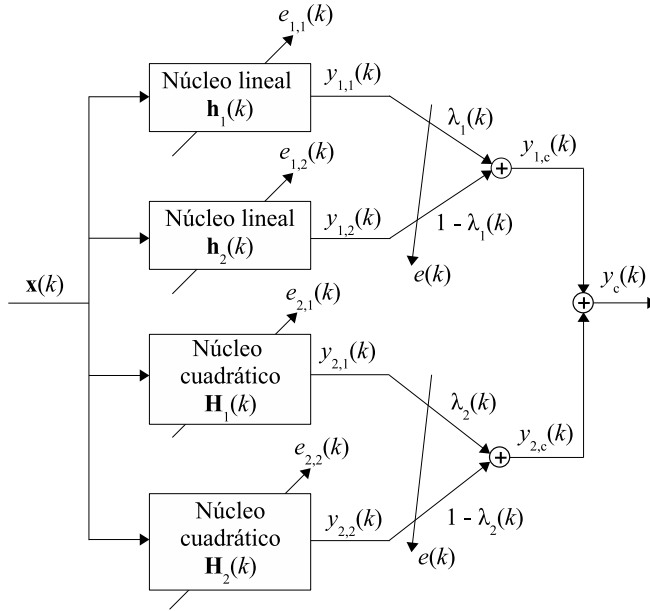 e1,1(k)
Núcleo lineal
h1(k)
y1,1(k)
λ1(k)
e1,2(k)
y1,c(k)
Núcleo lineal
h2(k)
y1,2(k)
1 - λ1(k)
e(k)
x(k)
yc(k)
e2,1(k)
Núcleo
cuadrático
H1(k)
y2,1(k)
λ2(k)
e2,2(k)
y2,c(k)
Núcleo
cuadrático
H2(k)
y2,2(k)
1 - λ2(k)
e(k)